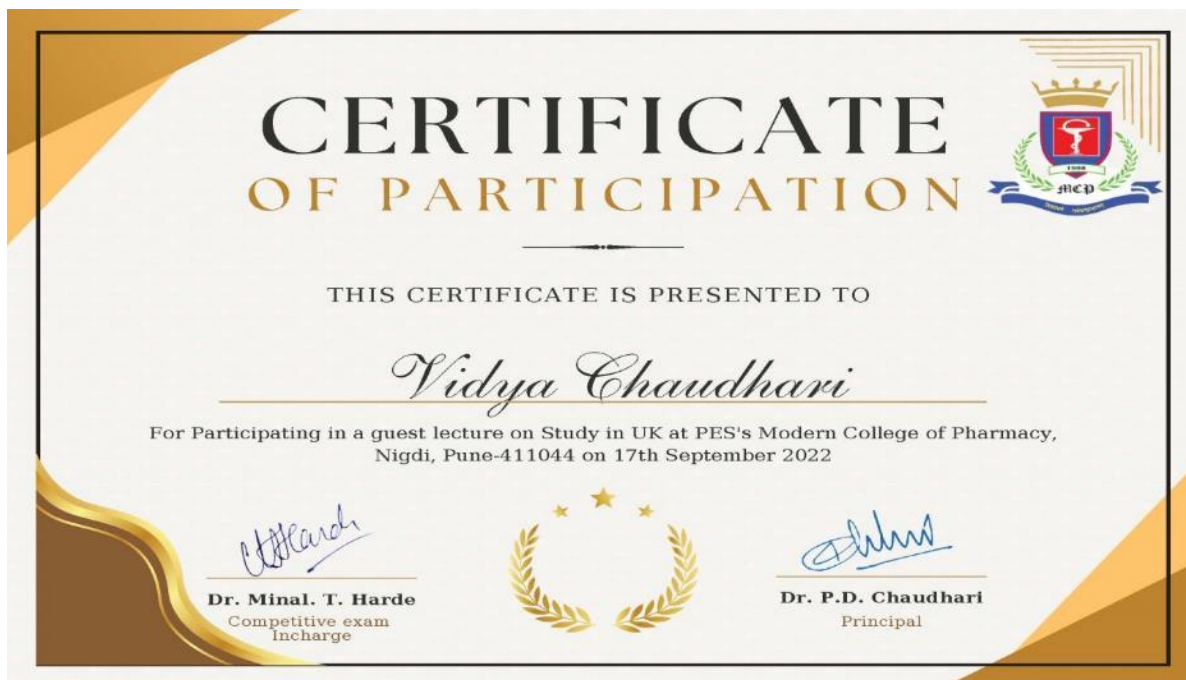 CERTIFICATE
OF PARTICIPATION
1998
MCP
THIS CERTIFICATE IS PRESENTED TO
Vidya Chaudhari
For Participating in a guest lecture on Study in UK at PES's Modern College of Pharmacy,
Nigdi, Pune-411044 on 17th September 2022
Dr. Minal. T. Harde
Competitive exam
Incharge
Dr. P.D. Chaudhari
Principal